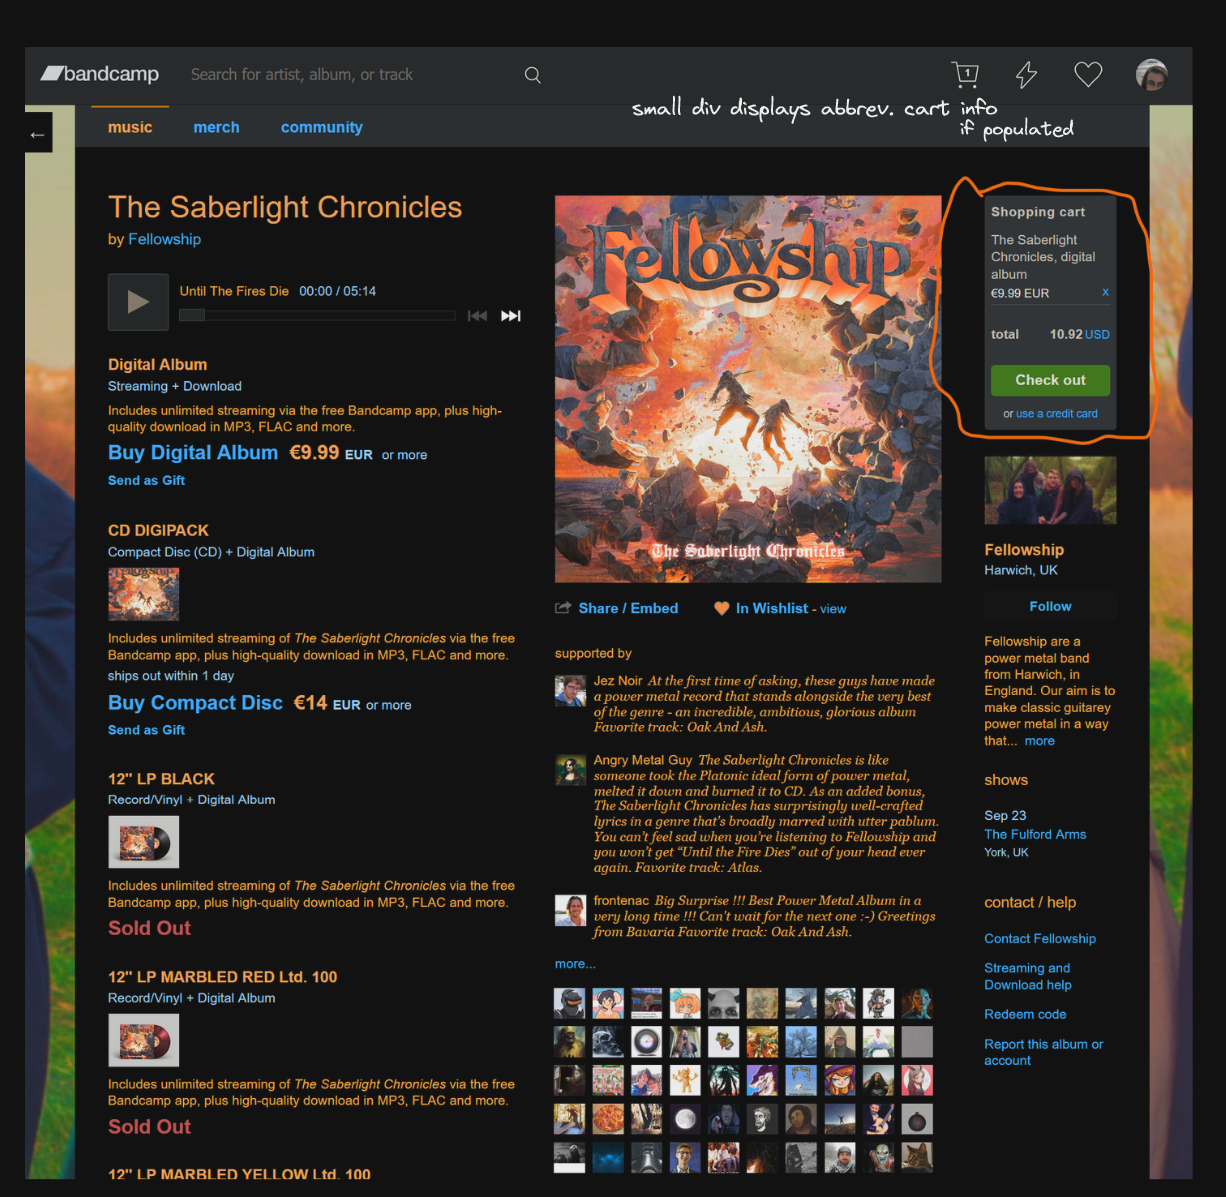 bandcamp
Search for artist, album, or track
1
small div displays abbrev. cart info
if populated
←
music
merch
community
The Saberlight Chronicles
by Fellowship
Until The Fires Die 00:00 / 05:14
Digital Album
Streaming + Download
Includes unlimited streaming via the free Bandcamp app, plus high-
quality download in MP3, FLAC and more.
Buy Digital Album €9.99 EUR or more
Send as Gift
CD DIGIPACK
Compact Disc (CD) + Digital Album
Includes unlimited streaming of The Saberlight Chronicles via the free
Bandcamp app, plus high-quality download in MP3, FLAC and more.
ships out within 1 day
Buy Compact Disc €14 EUR or more
Send as Gift
12" LP BLACK
Record/Vinyl + Digital Album
Includes unlimited streaming of The Saberlight Chronicles via the free
Bandcamp app, plus high-quality download in MP3, FLAC and more.
Sold Out
12" LP MARBLED RED Ltd. 100
Record/Vinyl + Digital Album
Includes unlimited streaming of The Saberlight Chronicles via the free
Bandcamp app, plus high-quality download in MP3, FLAC and more.
Sold Out
12" LP MARBLED YELLOW Ltd. 100
Fellowship
The Saberlight Chronicles
Share / Embed
In Wishlist - view
supported by
Jez Noir At the first time of asking, these guys have made
a power metal record that stands alongside the very best
of the genre - an incredible, ambitious, glorious album
Favorite track: Oak And Ash.
Angry Metal Guy The Saberlight Chronicles is like
someone took the Platonic ideal form of power metal,
melted it down and burned it to CD. As an added bonus,
The Saberlight Chronicles has surprisingly well-crafted
lyrics in a genre that's broadly marred with utter pablum.
You can't feel sad when you're listening to Fellowship and
you won't get “Until the Fire Dies” out of your head ever
again. Favorite track: Atlas.
frontenac Big Surprise !!! Best Power Metal Album in a
very long time !!! Can't wait for the next one :-) Greetings
from Bavaria Favorite track: Oak And Ash.
more...
Shopping cart
The Saberlight
Chronicles, digital
album
€9.99 EUR x
total 10.92 USD
Check out
or use a credit card
Fellowship
Harwich, UK
Follow
Fellowship are a
power metal band
from Harwich, in
England. Our aim is to
make classic guitarey
power metal in a way
that... more
shows
Sep 23
The Fulford Arms
York, UK
contact / help
Contact Fellowship
Streaming and
Download help
Redeem code
Report this album or
account